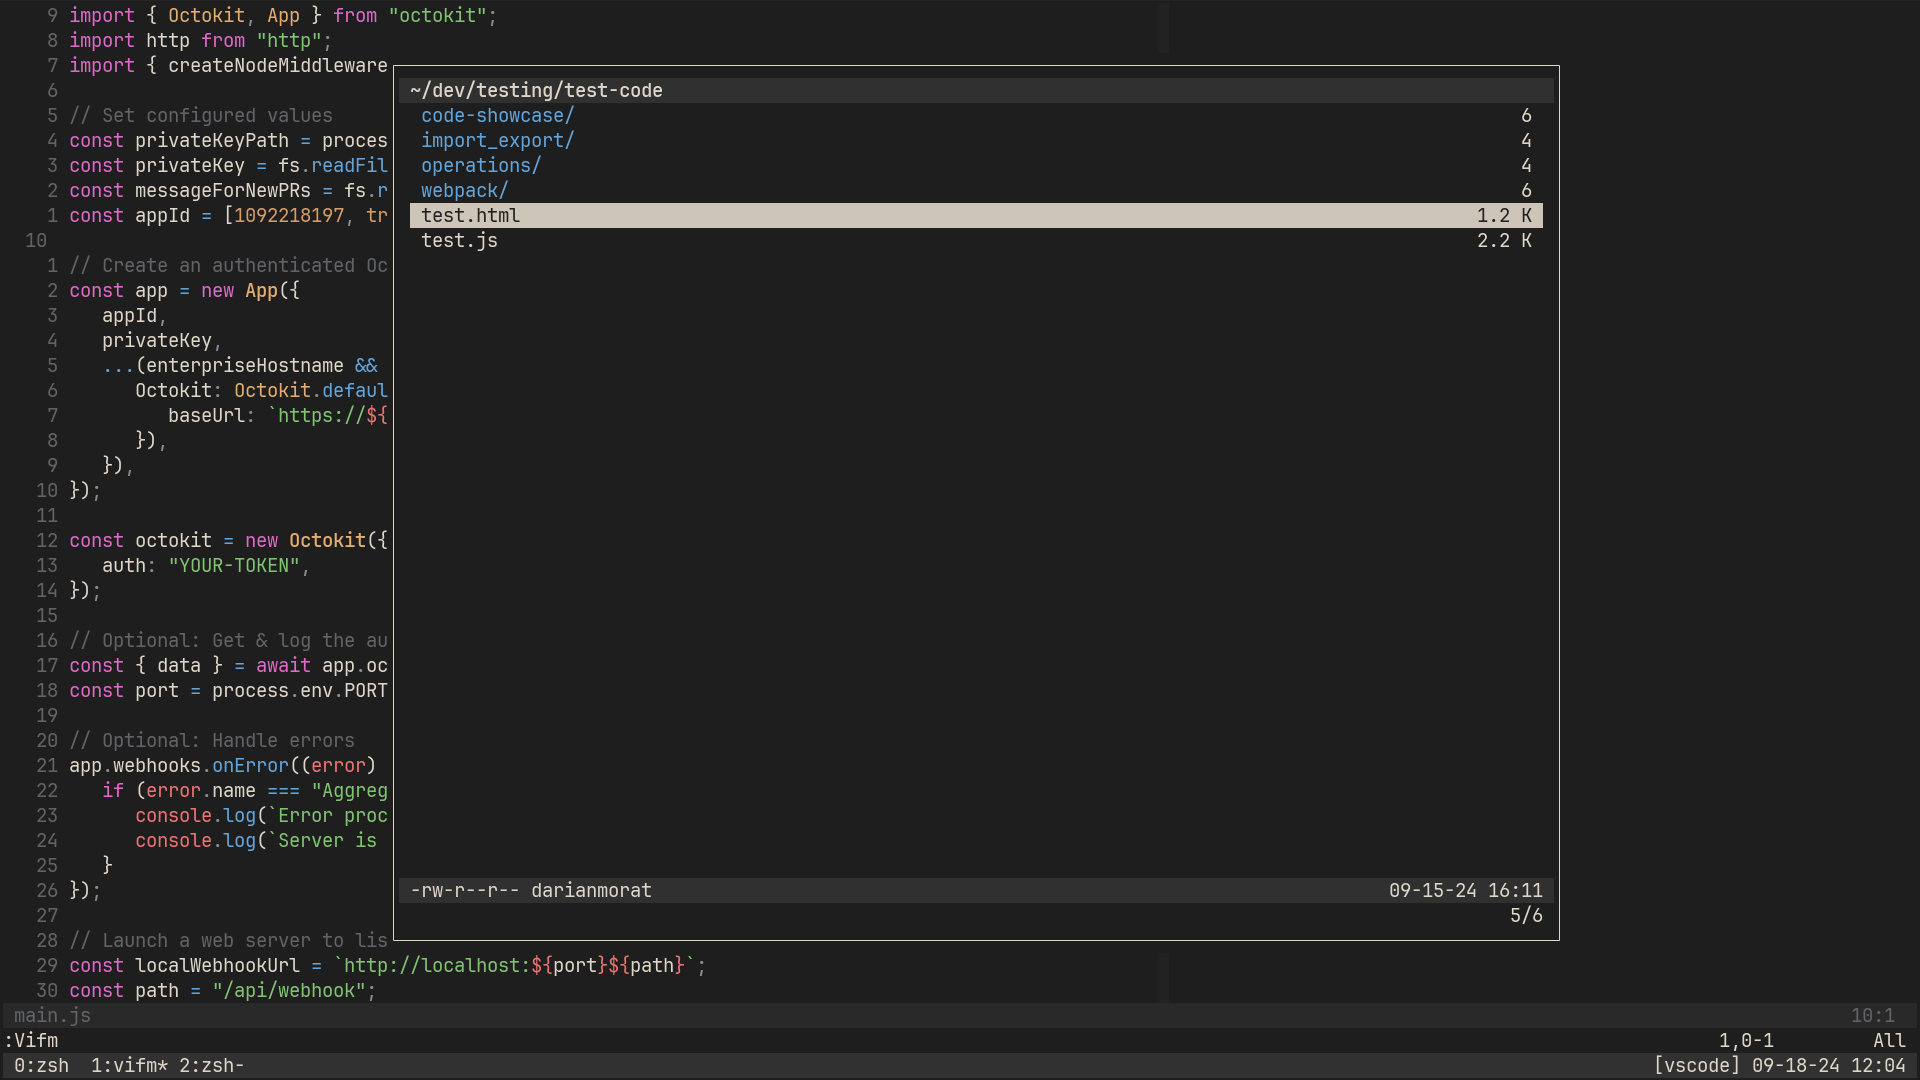 9 import { Octokit, App } from "octokit";
8 import http from "http";
7 import { createNodeMiddleware
6
5 // Set configured values
4 const privateKeyPath = proces
3 const privateKey = fs.readFil
2 const messageForNewPRs = fs.r
1 const appId = [1092218197, tr
10
1 // Create an authenticated Oc
2 const app = new App({
3 appId,
4 privateKey,
5 ...(enterpriseHostname &&
6 Octokit: Octokit.defaul
7 baseUrl: `https://${
8 }),
9 }),
10 });
11
12 const octokit = new Octokit({
13 auth: "YOUR-TOKEN",
14 });
15
16 // Optional: Get & log the au
17 const { data } = await app.oc
18 const port = process.env.PORT
19
20 // Optional: Handle errors
21 app.webhooks.onError((error)
22 if (error.name === "Aggreg
23 console.log(`Error proc
24 console.log(`Server is
25 }
26 });
27
28 // Launch a web server to lis
29 const localWebhookUrl = `http://localhost:${port}${path}`;
30 const path = "/api/webhook";
~/dev/testing/test-code
code-showcase/ 6
import_export/ 4
operations/ 4
webpack/ 6
test.html 1.2 K
test.js 2.2 K
-rw-r--r-- darianmorat 09-15-24 16:11
5/6
main.js 10:1
:Vifm 1,0-1 All
0:zsh 1:vifm* 2:zsh- [vscode] 09-18-24 12:04